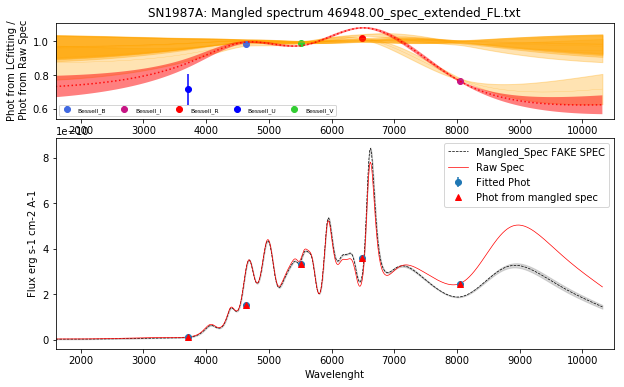 SN1987A: Mangled spectrum 46948.00_spec_extended_FL.txt
Phot from LCfitting /
Phot from Raw Spec
1.0
0.8
0.6
Bessell_B Bessell_I Bessell_R Bessell_U Bessell_V
2000 3000 4000 5000 6000 7000 8000 9000 10000
Flux erg s-1 cm-2 A-1
8
6
4
2
0
Mangled_Spec FAKE SPEC
Raw Spec
Fitted Phot
Phot from mangled spec
2000 3000 4000 5000 6000 7000 8000 9000 10000
Wavelenght